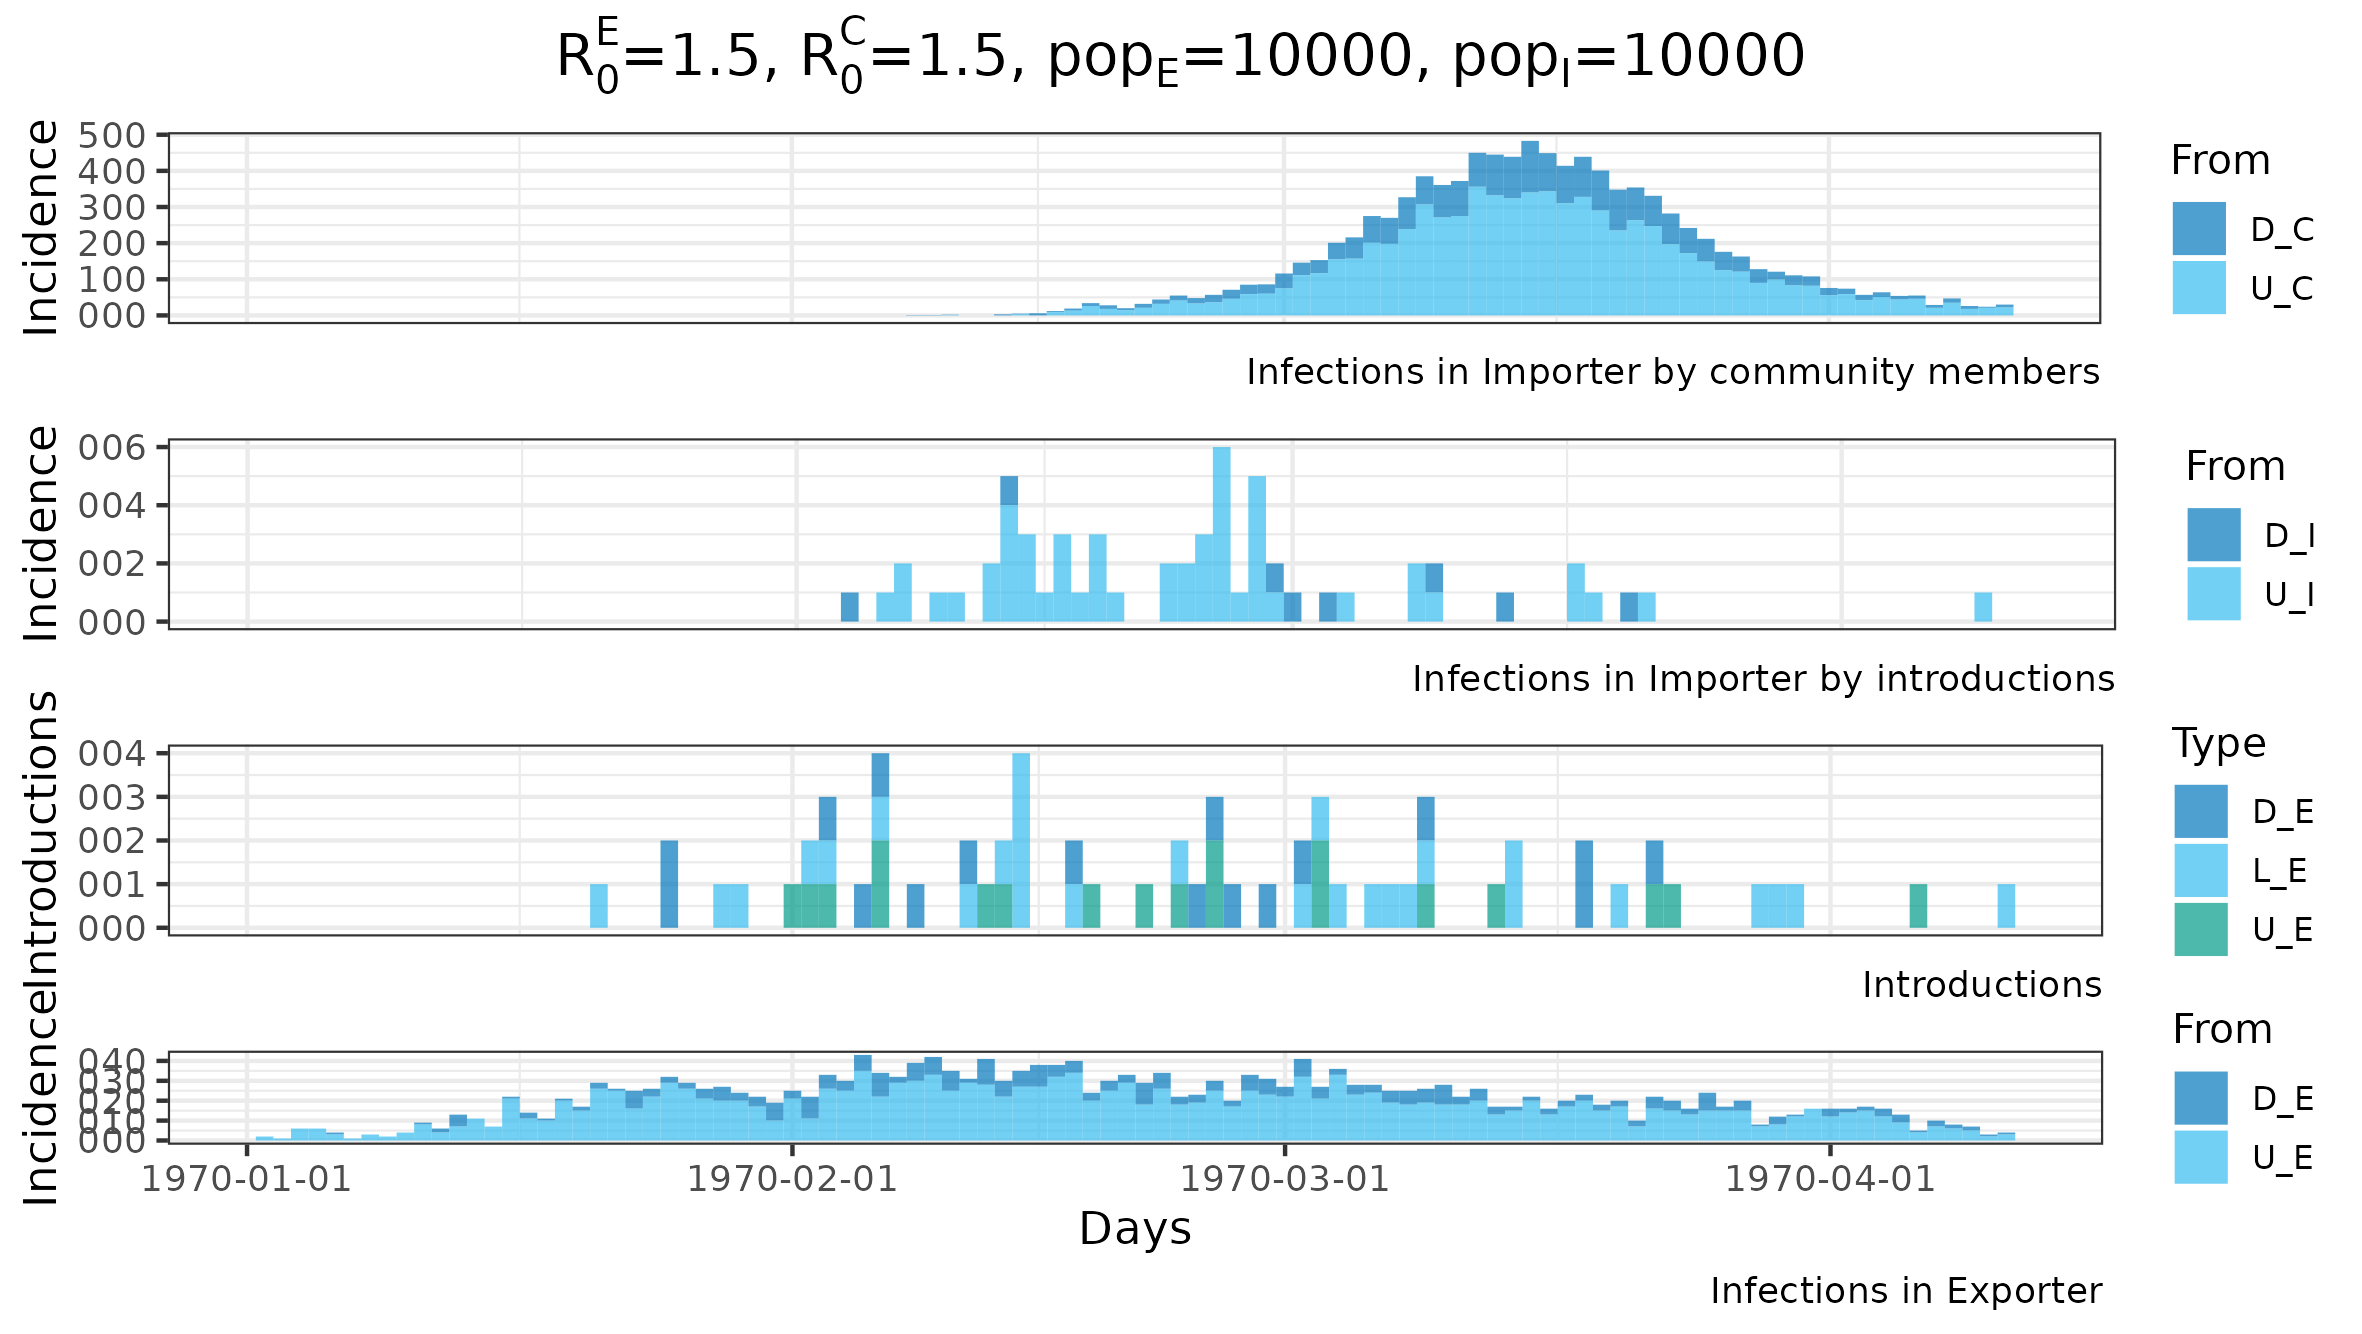 R₀ᴱ=1.5, R₀ᶜ=1.5, pop_E=10000, pop_I=10000
Incidence
500
400
300
200
100
000
From
D_C
U_C
Infections in Importer by community members
Incidence
006
004
002
000
From
D_I
U_I
Infections in Importer by introductions
Introductions
004
003
002
001
000
Type
D_E
L_E
U_E
Introductions
Incidence
040
030
020
010
000
From
D_E
U_E
1970-01-01 1970-02-01 1970-03-01 1970-04-01
Days
Infections in Exporter